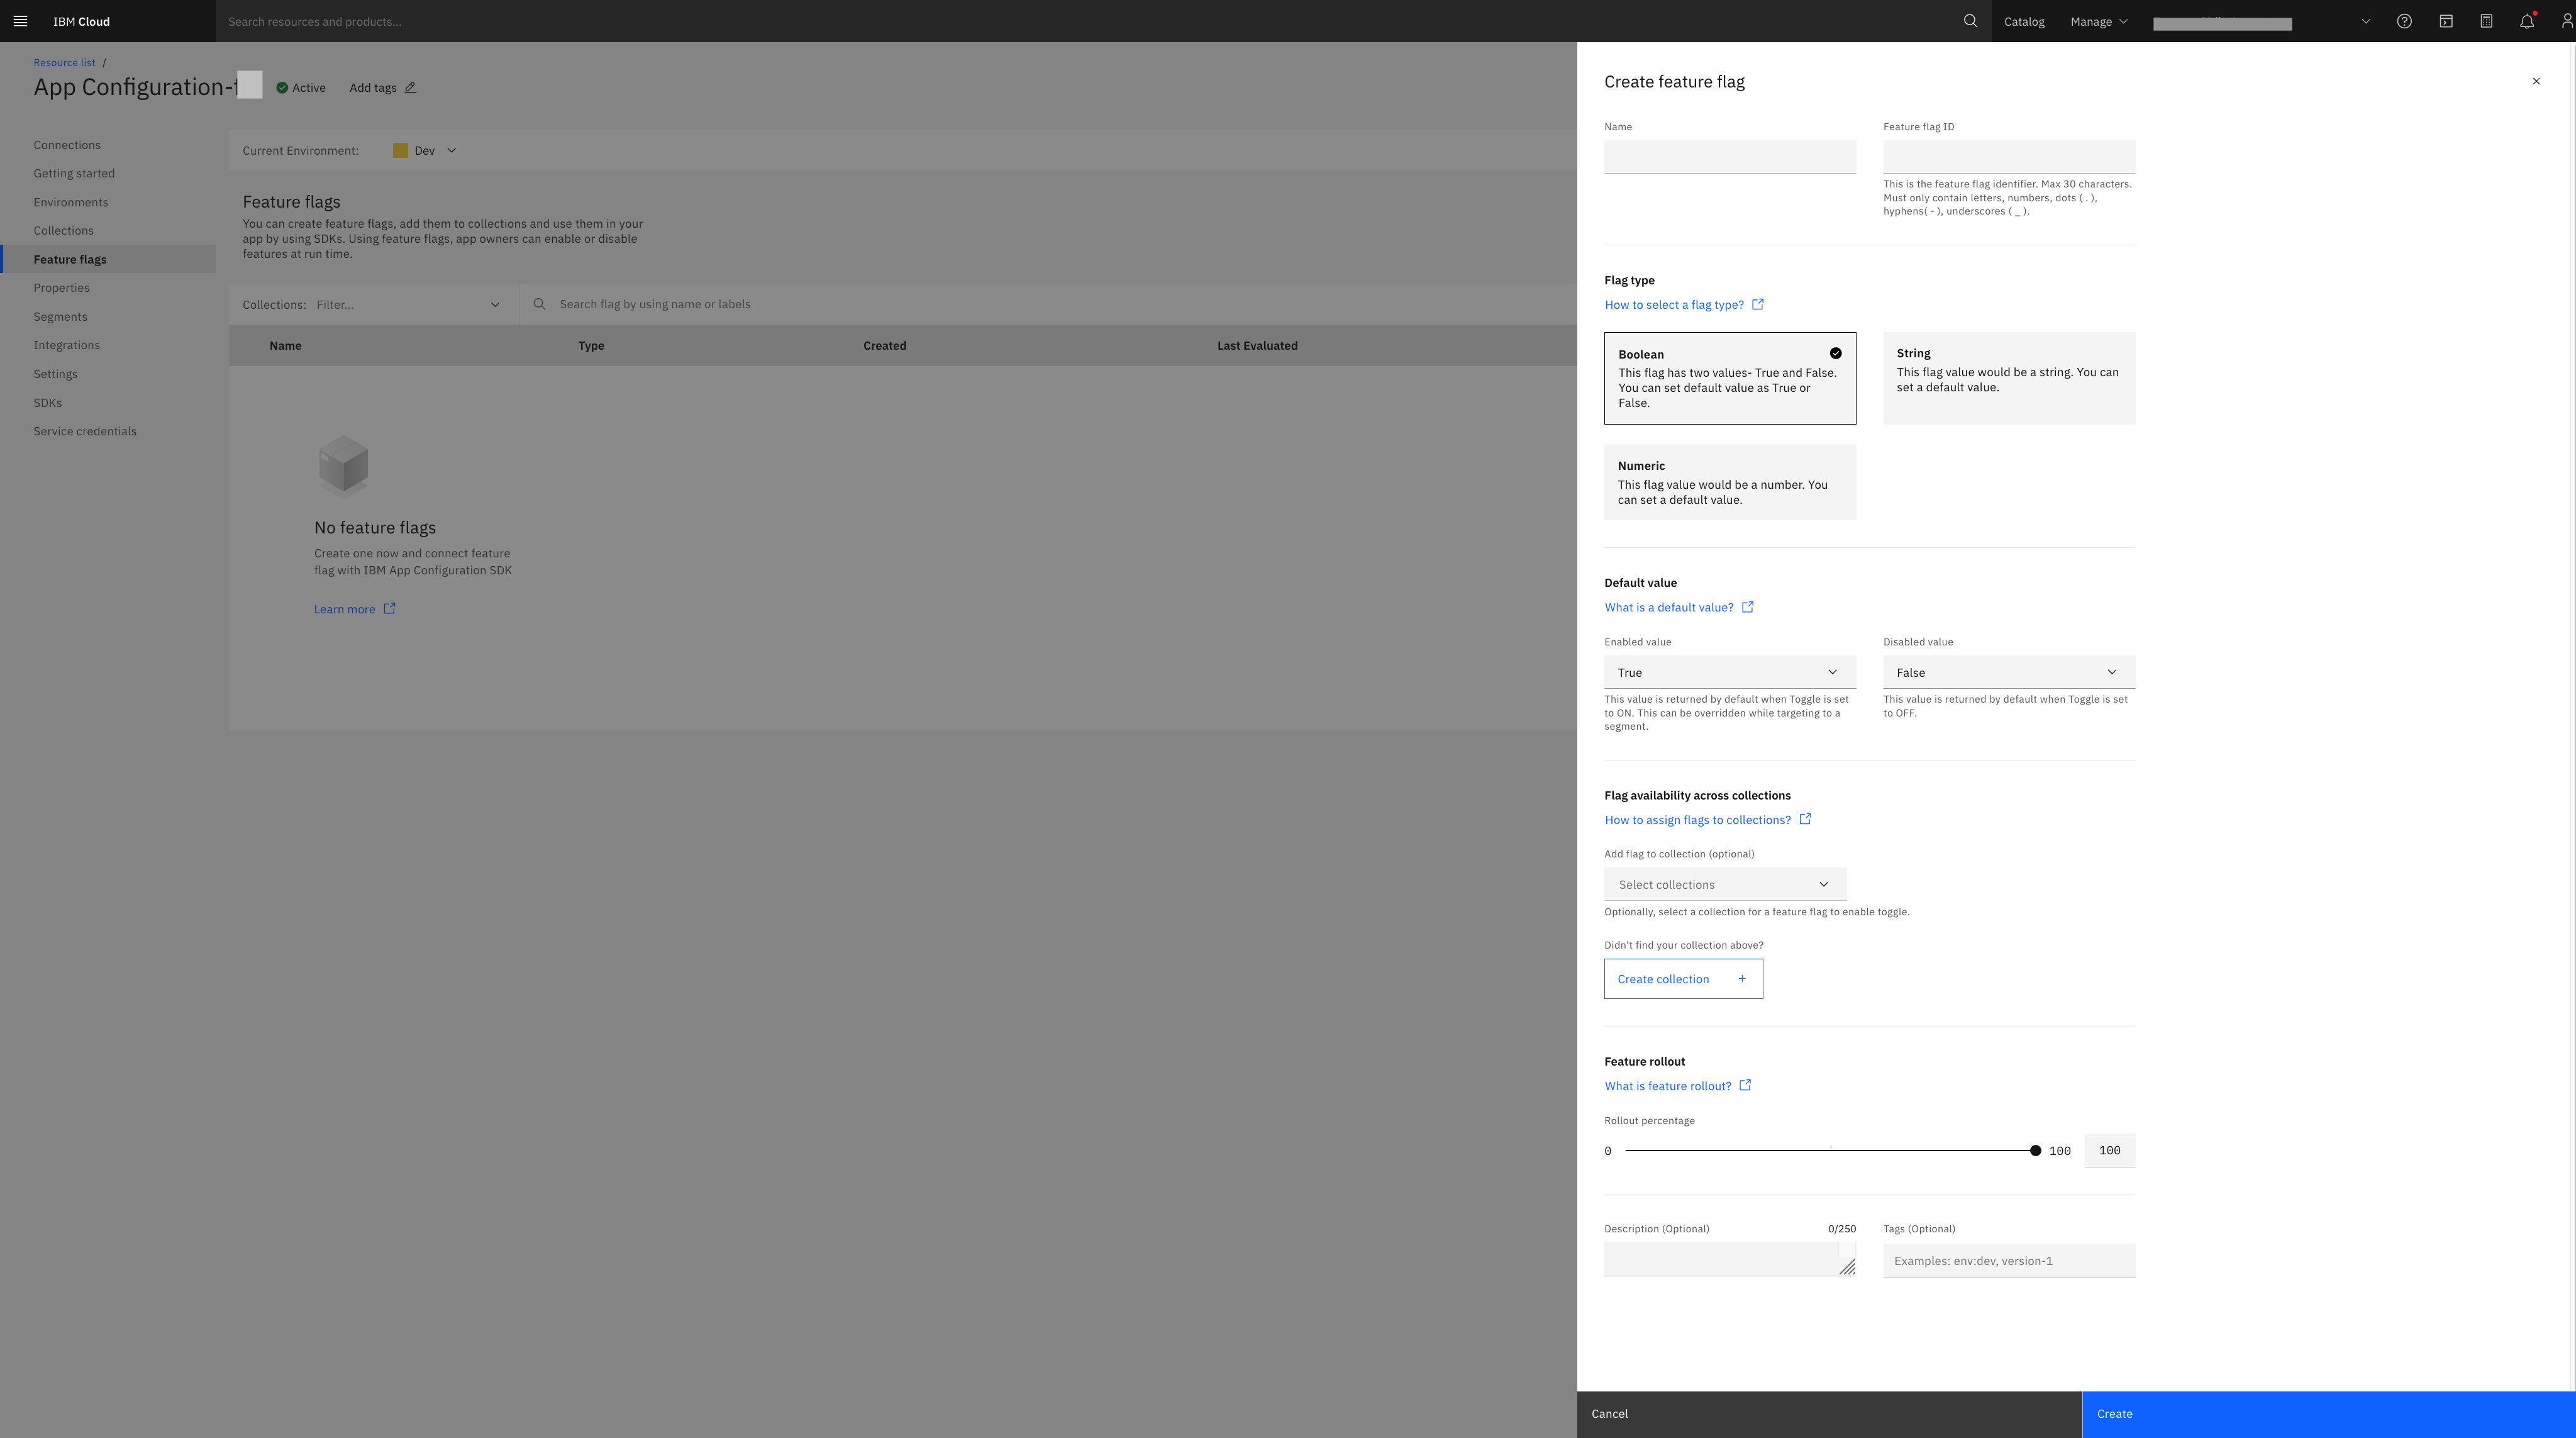 IBM Cloud
Search resources and products...
Catalog
Manage
Resource list /
App Configuration-
Active
Add tags
Connections
Getting started
Environments
Collections
Feature flags
Properties
Segments
Integrations
Settings
SDKs
Service credentials
Current Environment:
Dev
Feature flags
You can create feature flags, add them to collections and use them in your
app by using SDKs. Using feature flags, app owners can enable or disable
features at run time.
Collections: Filter...
Search flag by using name or labels
Name Type Created Last Evaluated
No feature flags
Create one now and connect feature
flag with IBM App Configuration SDK
Learn more
Create feature flag
Name
Feature flag ID
This is the feature flag identifier. Max 30 characters.
Must only contain letters, numbers, dots ( . ),
hyphens( - ), underscores ( _ ).
Flag type
How to select a flag type?
Boolean
This flag has two values- True and False.
You can set default value as True or
False.
String
This flag value would be a string. You can
set a default value.
Numeric
This flag value would be a number. You
can set a default value.
Default value
What is a default value?
Enabled value
True
This value is returned by default when Toggle is set
to ON. This can be overridden while targeting to a
segment.
Disabled value
False
This value is returned by default when Toggle is set
to OFF.
Flag availability across collections
How to assign flags to collections?
Add flag to collection (optional)
Select collections
Optionally, select a collection for a feature flag to enable toggle.
Didn't find your collection above?
Create collection +
Feature rollout
What is feature rollout?
Rollout percentage
0 100 100
Description (Optional) 0/250
Tags (Optional)
Examples: env:dev, version-1
Cancel
Create